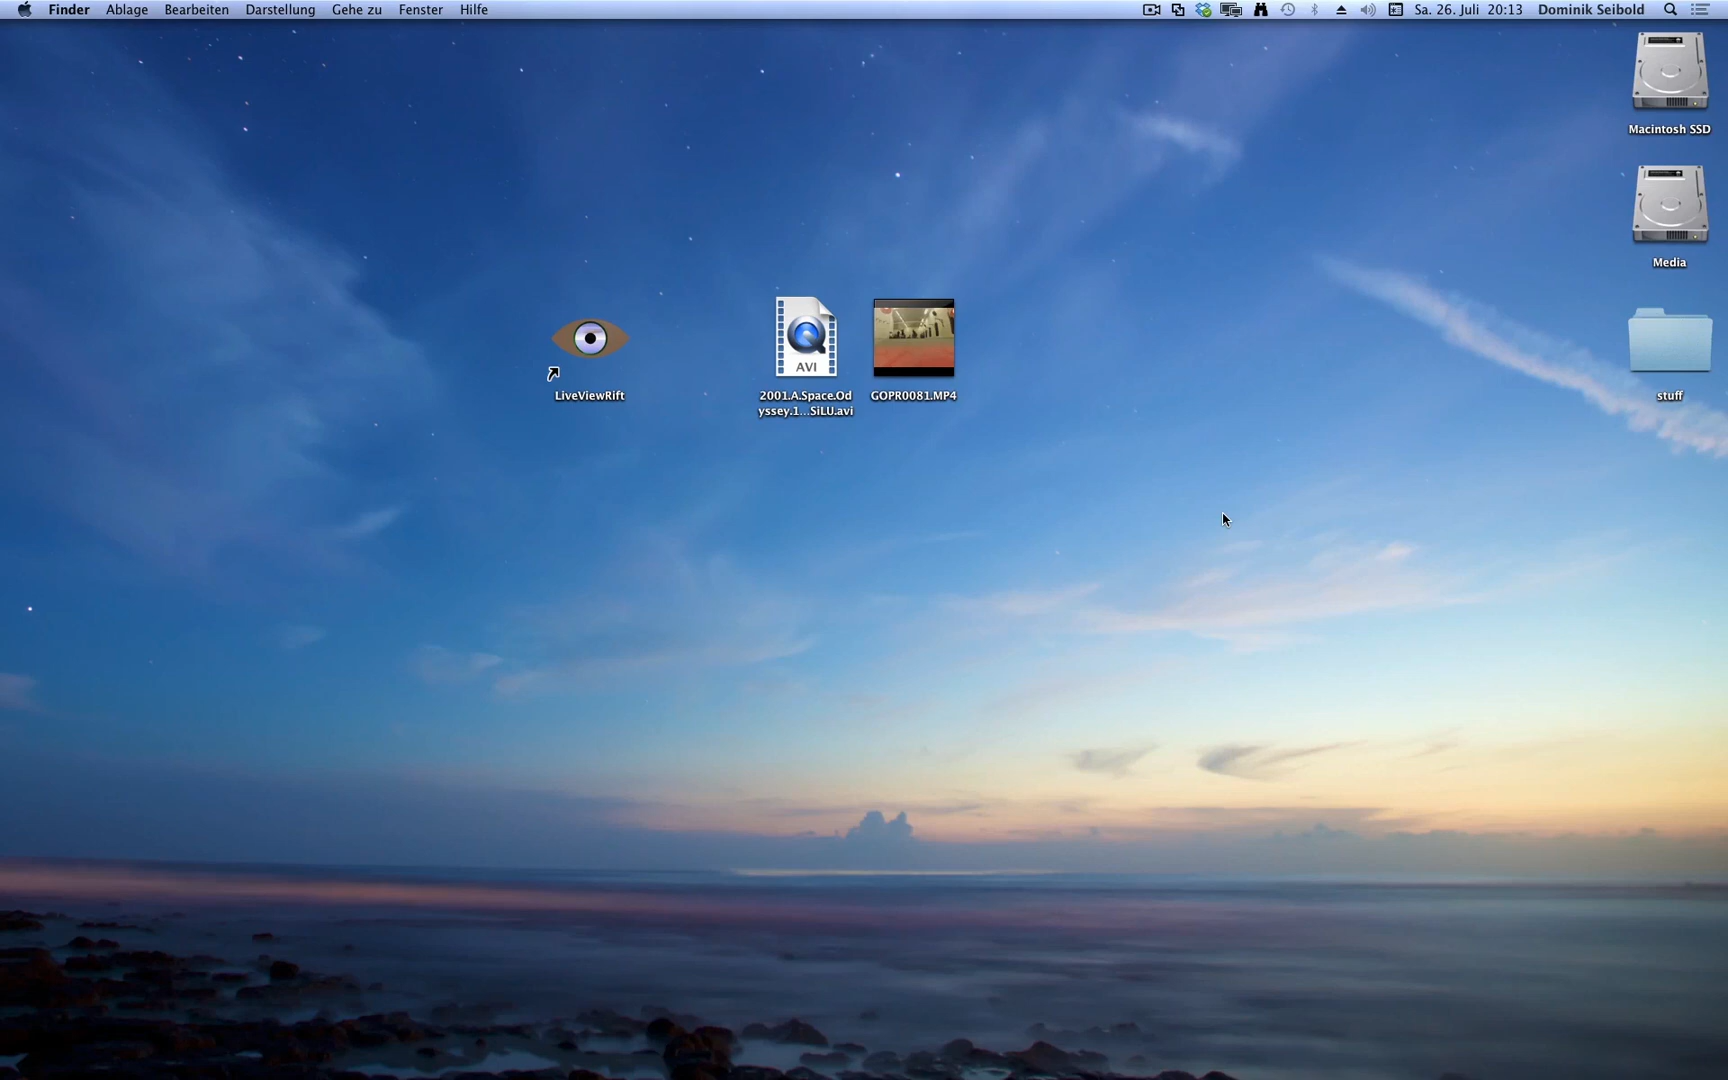 Finder Ablage Bearbeiten Darstellung Gehe zu Fenster Hilfe Sa. 26. Juli 20:13 Dominik Seibold
Macintosh SSD
Media
LiveViewRift
AVI
2001.A.Space.Od
yssey.1...SiLU.avi
GOPR0081.MP4
stuff